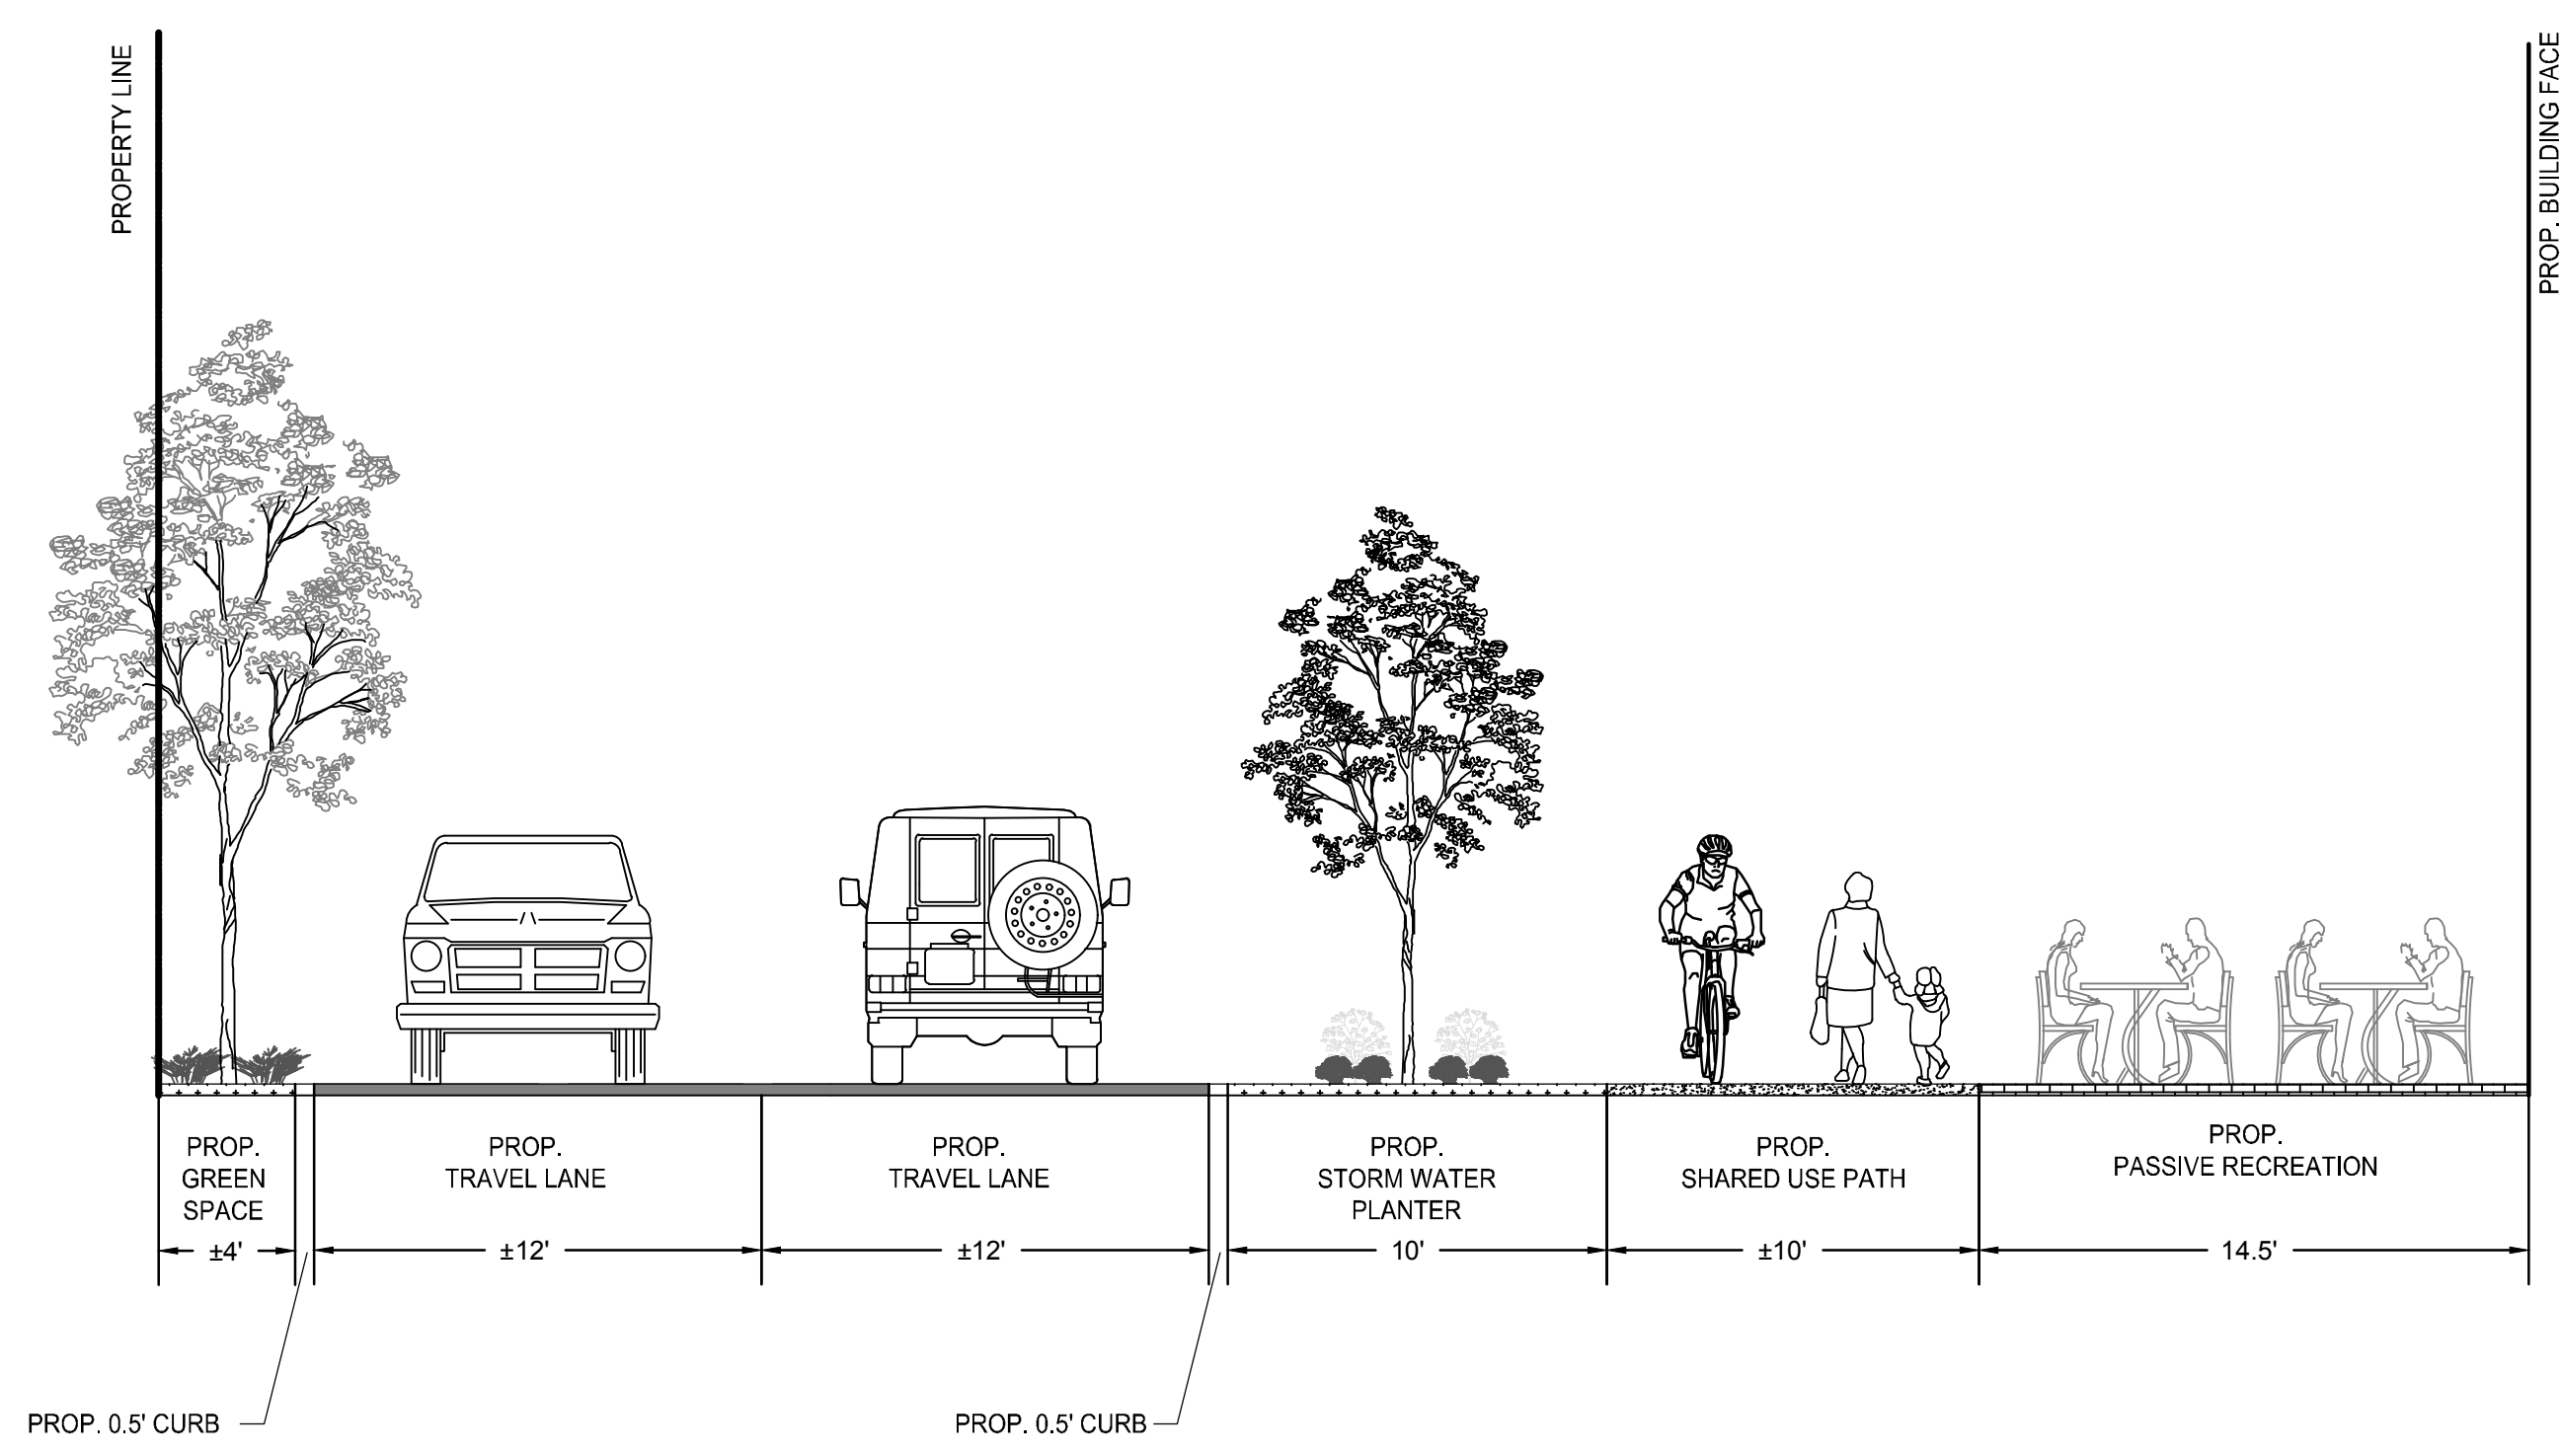 PROPERTY LINE
PROP. BUILDING FACE
PROP.
GREEN
SPACE
±4'
PROP.
TRAVEL LANE
±12'
PROP.
TRAVEL LANE
±12'
PROP.
STORM WATER
PLANTER
10'
PROP.
SHARED USE PATH
±10'
PROP.
PASSIVE RECREATION
14.5'
PROP. 0.5' CURB
PROP. 0.5' CURB